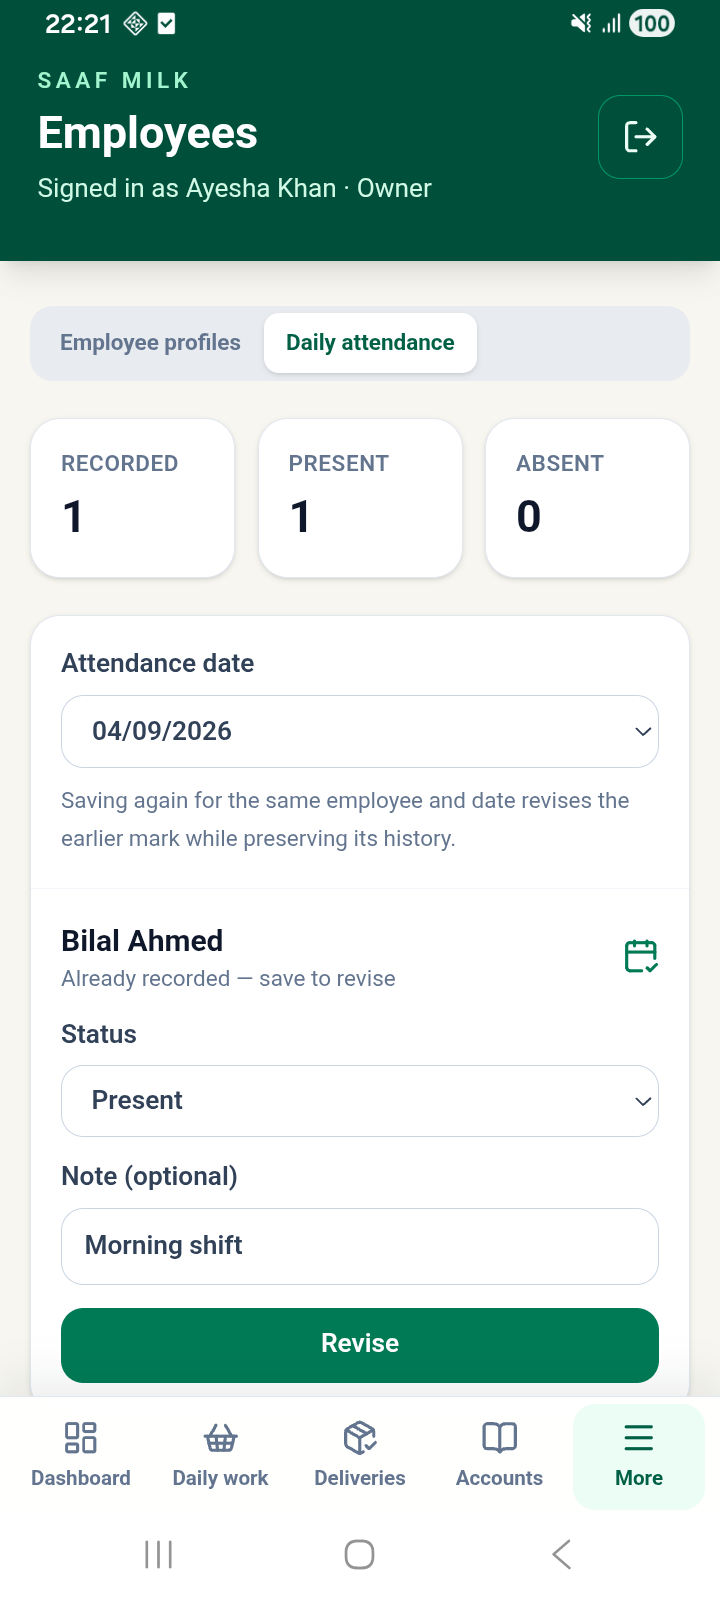 22:21
100
SAAF MILK
Employees
Signed in as Ayesha Khan · Owner
Employee profiles
Daily attendance
RECORDED
1
PRESENT
1
ABSENT
0
Attendance date
04/09/2026
Saving again for the same employee and date revises the
earlier mark while preserving its history.
Bilal Ahmed
Already recorded — save to revise
Status
Present
Note (optional)
Morning shift
Revise
Dashboard
Daily work
Deliveries
Accounts
More